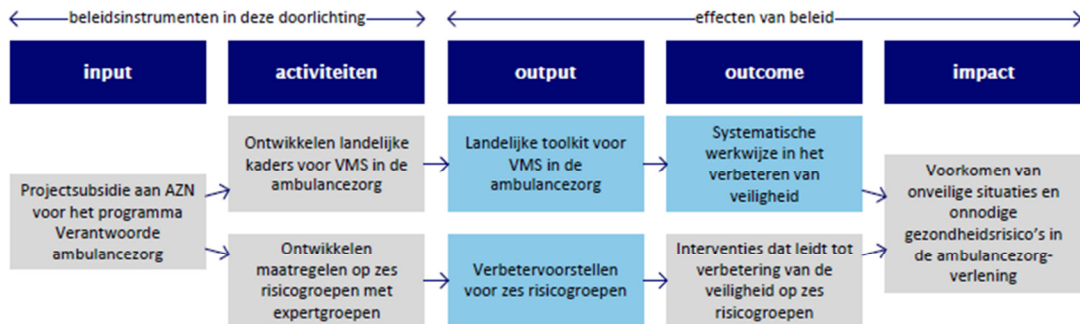 beleidsinstrumenten in deze doorlichting
effecten van beleid
input
activiteiten
output
outcome
impact
Projectsubsidie aan AZN
voor het programma
Verantwoorde
ambulancezorg
Ontwikkelen landelijke
kaders voor VMS in de
ambulancezorg
Landelijke toolkit voor
VMS in de
ambulancezorg
Systematische
werkwijze in het
verbeteren van
veiligheid
Ontwikkelen
maatregelen op zes
risicogroepen met
expertgroepen
Verbetervoorstellen
voor zes risicogroepen
Interventies dat leidt tot
verbetering van de
veiligheid op zes
risicogroepen
Voorkomen van
onveilige situaties en
onnodige
gezondheidsrisico's in
de ambulancezorg-
verlening